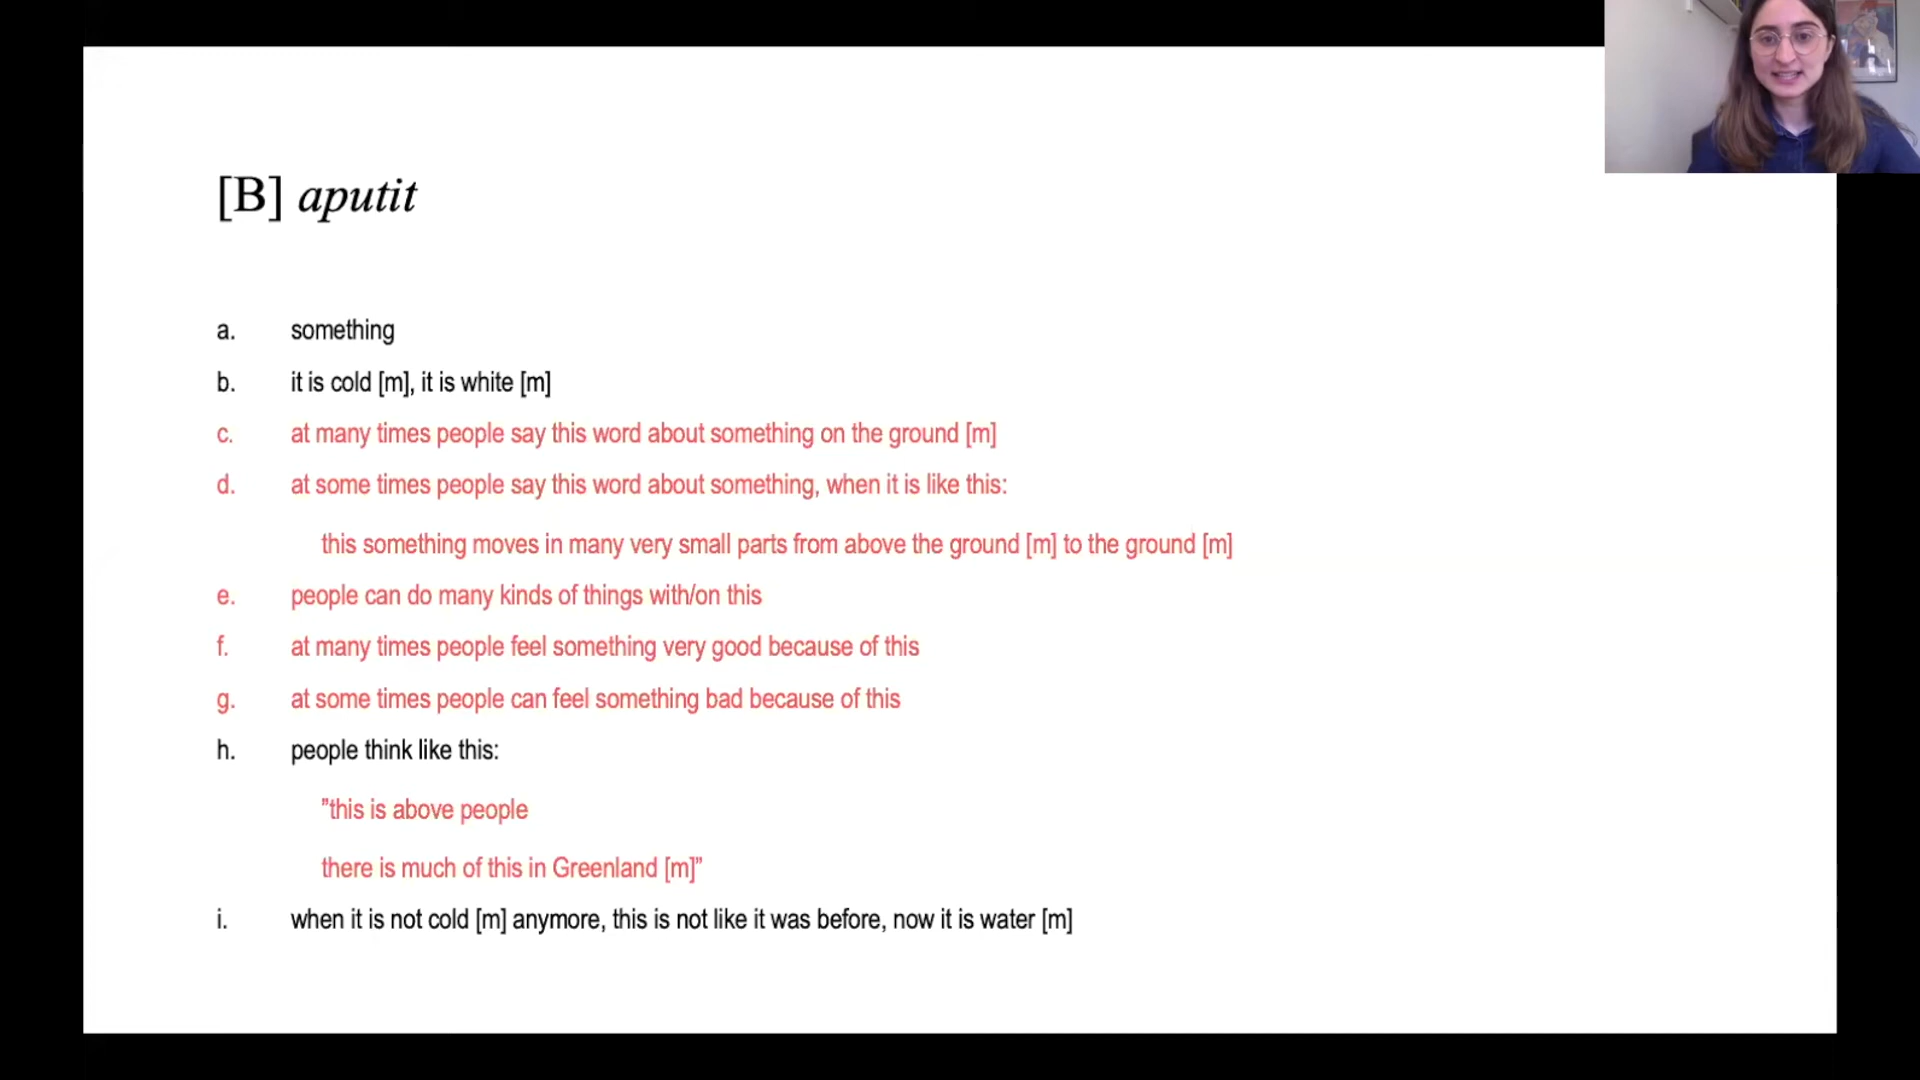 [B] aputit
a. something
b. it is cold [m], it is white [m]
c. at many times people say this word about something on the ground [m]
d. at some times people say this word about something, when it is like this:
this something moves in many very small parts from above the ground [m] to the ground [m]
e. people can do many kinds of things with/on this
f. at many times people feel something very good because of this
g. at some times people can feel something bad because of this
h. people think like this:
”this is above people
there is much of this in Greenland [m]”
i. when it is not cold [m] anymore, this is not like it was before, now it is water [m]